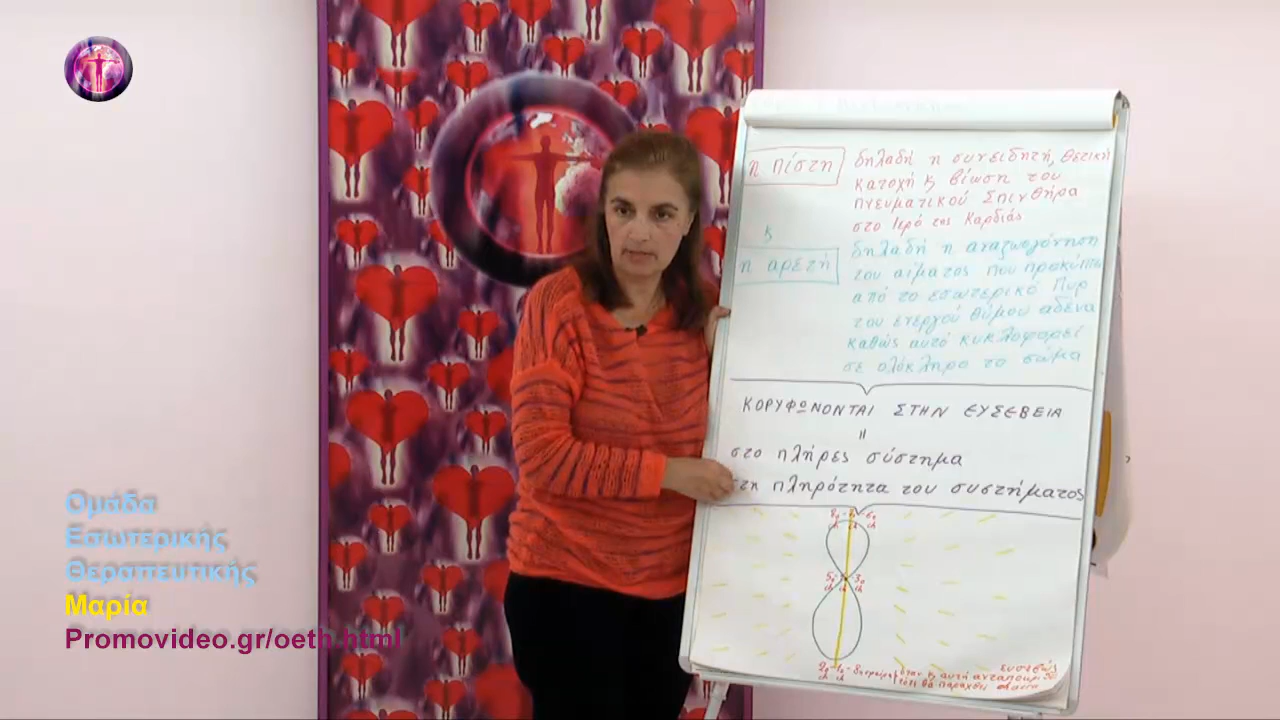 η πίστη
δηλαδή η συνειδητή, θετική
κατοχή κ βίωση του
πνευματικού Σπινθήρα
στο Ιερό της Καρδιάς
κ
η αρετή
δηλαδή η αναζωογόνηση
του αίματος που προκύπτει
από το εσωτερικό Πυρ
του ενεργού θύμου αδένα
καθώς αυτό κυκλοφορεί
σε ολόκληρο το σώμα
ΚΟΡΥΦΩΝΟΝΤΑΙ ΣΤΗΝ ΕΥΣΕΒΕΙΑ
=
στο πλήρες σύστημα
στη πληρότητα του συστήματος
Ομάδα
Εσωτερικής
Θεραπευτικής
Μαρία
Promovideo.gr/oeth.html